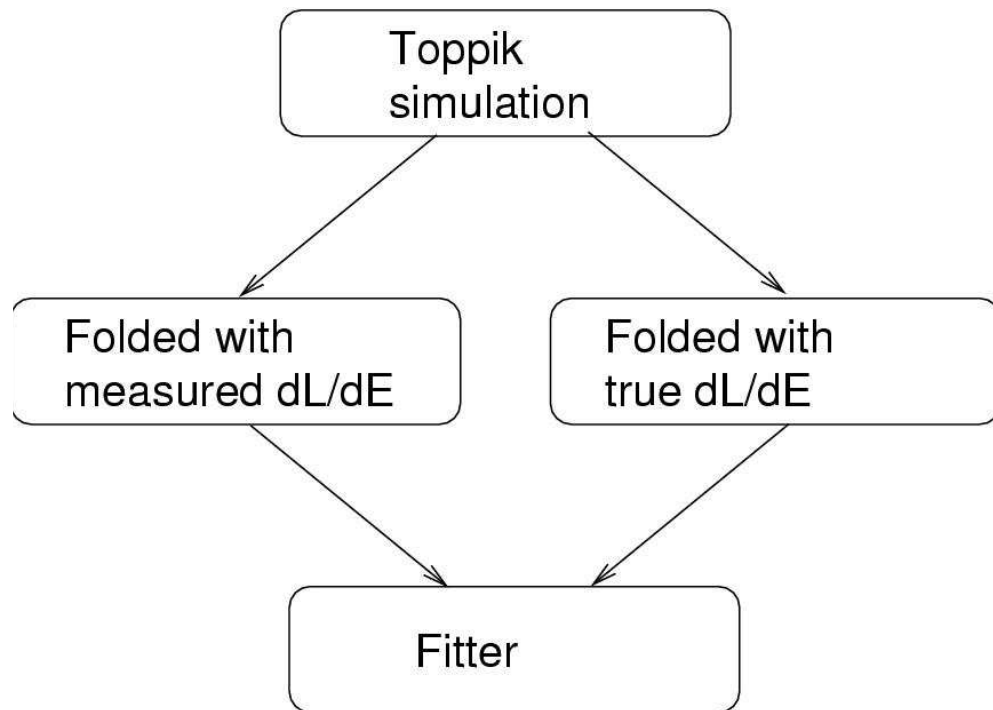 Toppik
simulation
Folded with
measured dL/dE
Folded with
true dL/dE
Fitter